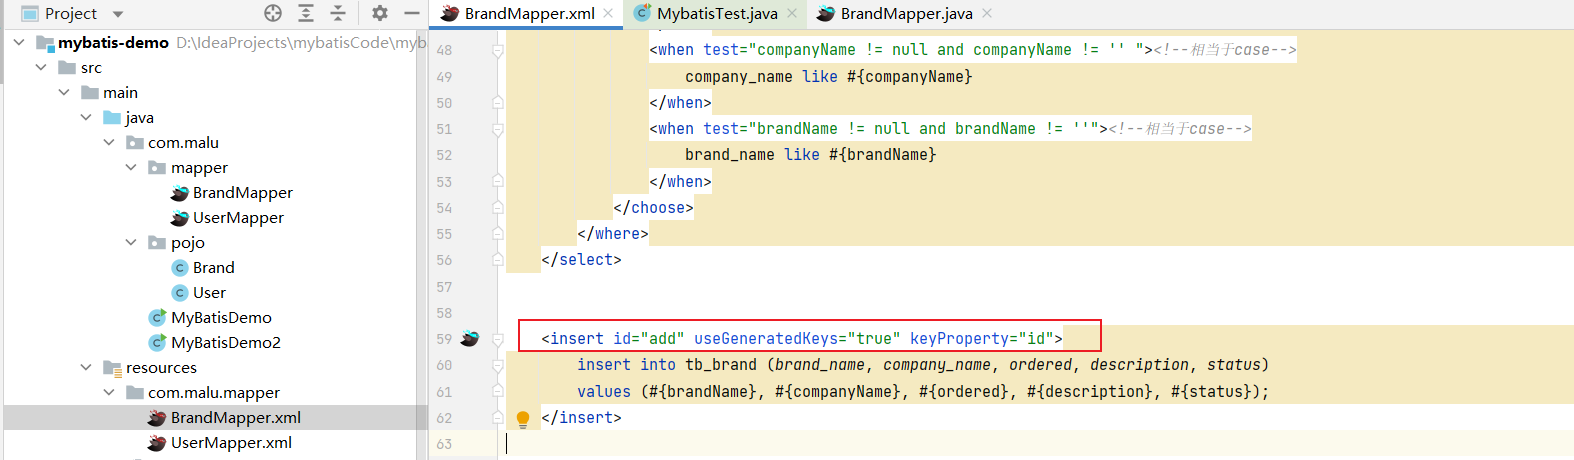 Project
BrandMapper.xml
MybatisTest.java
BrandMapper.java
mybatis-demo D:\IdeaProjects\mybatisCode\myb
src
main
java
com.malu
mapper
BrandMapper
UserMapper
pojo
Brand
User
MyBatisDemo
MyBatisDemo2
resources
com.malu.mapper
BrandMapper.xml
UserMapper.xml
48 <when test="companyName != null and companyName != '' "><!--相当于case-->
49 company_name like #{companyName}
50 </when>
51 <when test="brandName != null and brandName != ''"><!--相当于case-->
52 brand_name like #{brandName}
53 </when>
54 </choose>
55 </where>
56 </select>
57
58
59 <insert id="add" useGeneratedKeys="true" keyProperty="id">
60 insert into tb_brand (brand_name, company_name, ordered, description, status)
61 values (#{brandName}, #{companyName}, #{ordered}, #{description}, #{status});
62 </insert>
63